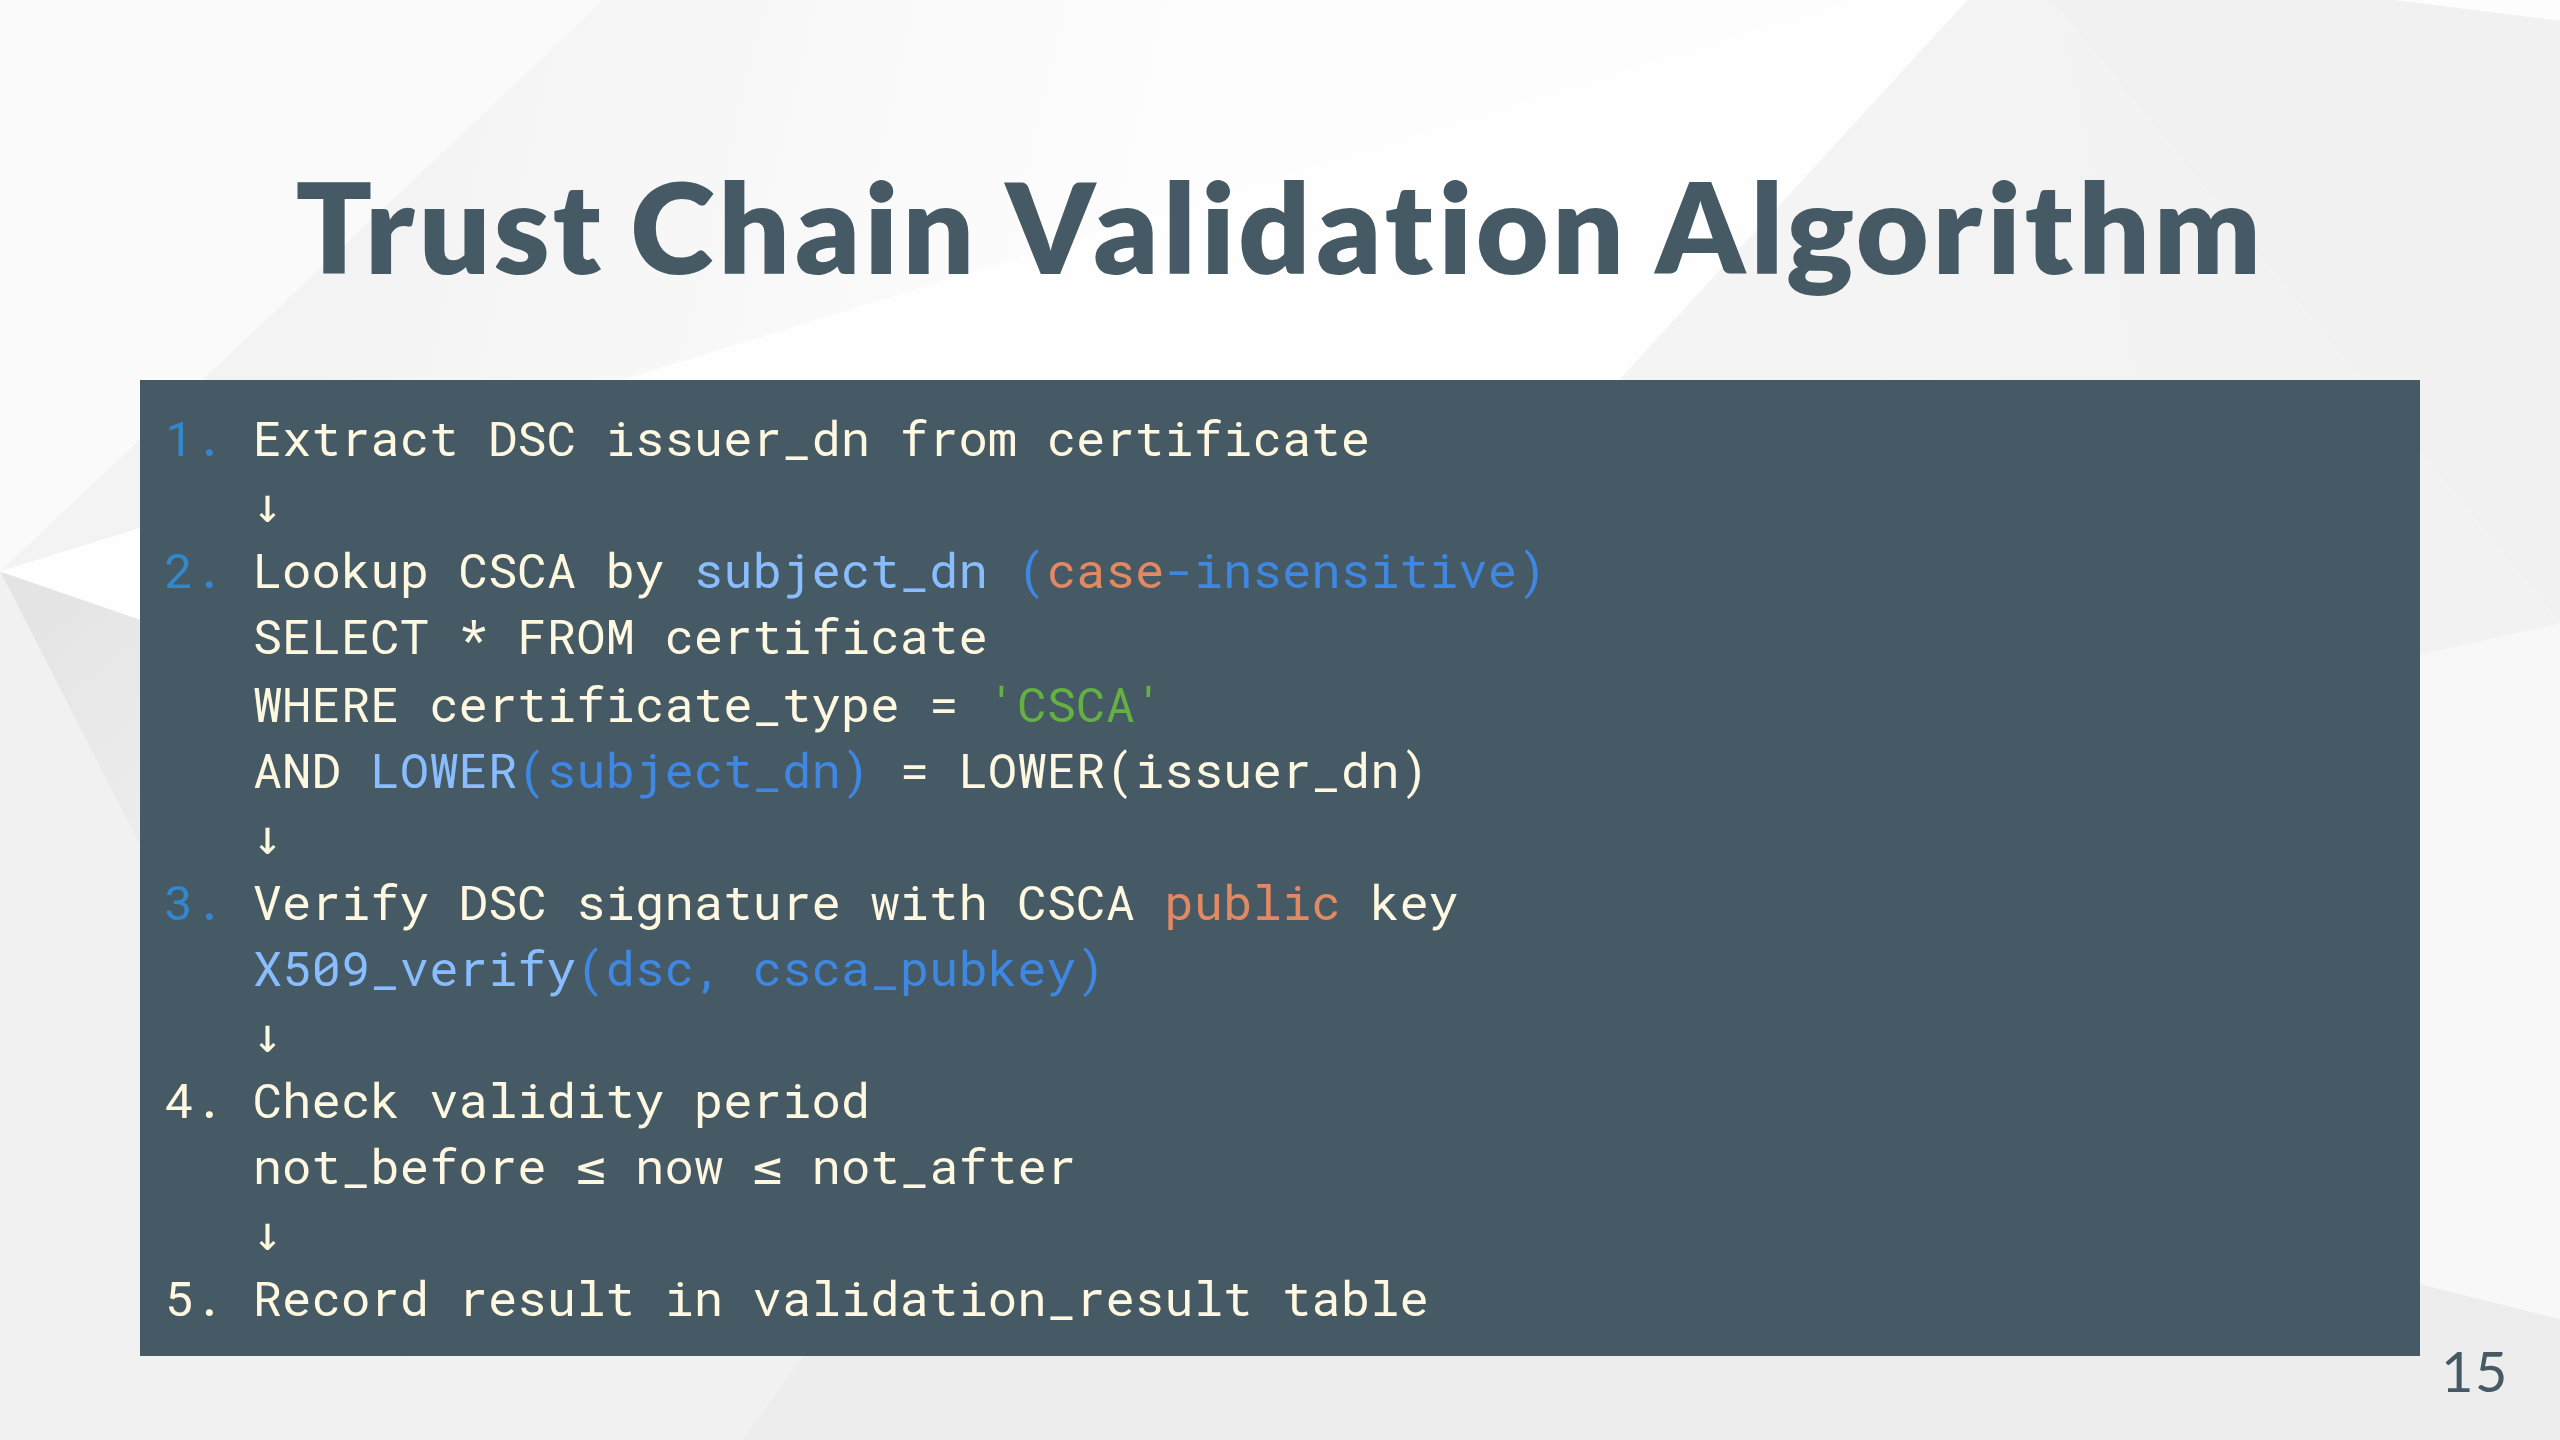 Trust Chain Validation Algorithm
1. Extract DSC issuer_dn from certificate
↓
2. Lookup CSCA by subject_dn (case-insensitive)
SELECT * FROM certificate
WHERE certificate_type = 'CSCA'
AND LOWER(subject_dn) = LOWER(issuer_dn)
↓
3. Verify DSC signature with CSCA public key
X509_verify(dsc, csca_pubkey)
↓
4. Check validity period
not_before ≤ now ≤ not_after
↓
5. Record result in validation_result table
15